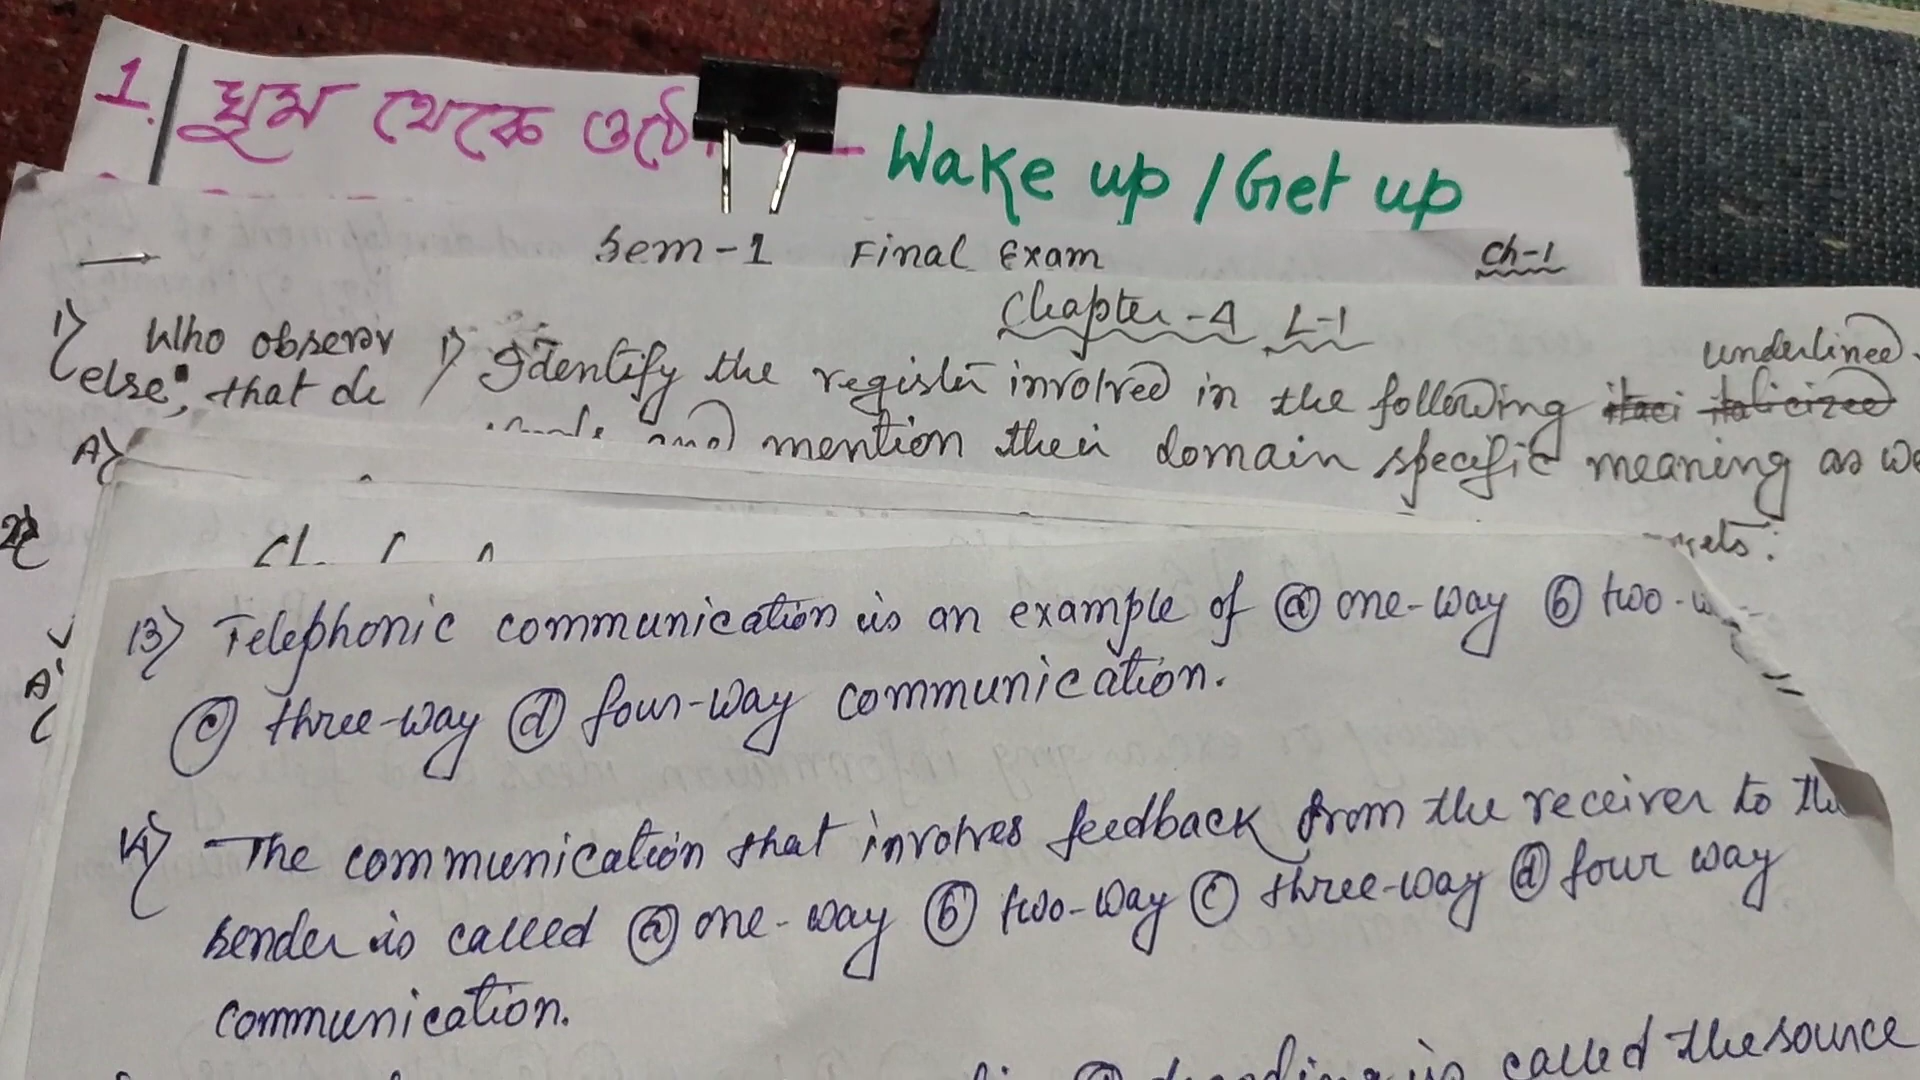 1. ঘুম থেকে ওঠা - Wake up / Get up
Sem-1 Final Exam Ch-1
Chapter-4 L-1
1) Who observ
else, that de
underlined
1) Identify the register involved in the following italicized
and mention their domain specific meaning as we
A)
2)
13) Telephonic communication is an example of (a) one-way (b) two-w
(c) three-way (d) four-way communication.
14) The communication that involves feedback from the receiver to the
sender is called (a) one-way (b) two-way (c) three-way (d) four way
communication.
is called the source